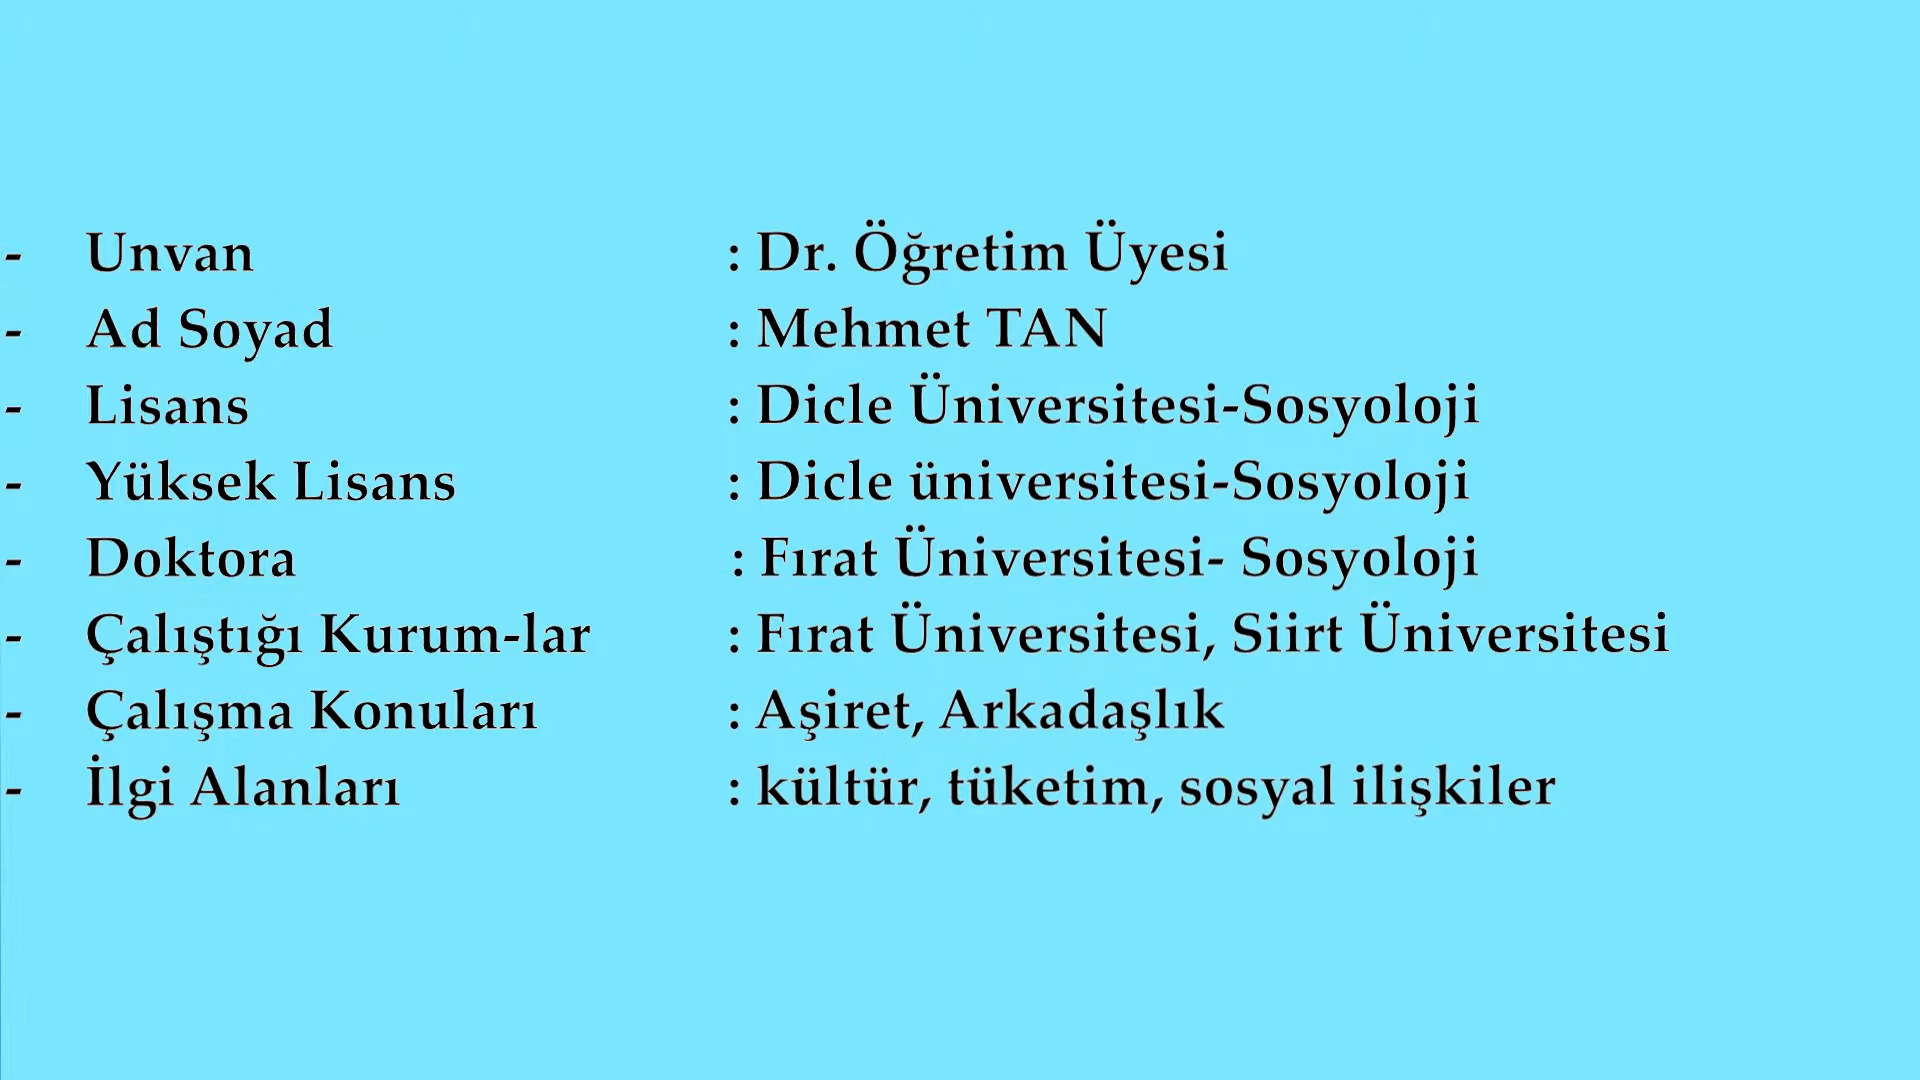 - Unvan : Dr. Öğretim Üyesi
- Ad Soyad : Mehmet TAN
- Lisans : Dicle Üniversitesi-Sosyoloji
- Yüksek Lisans : Dicle üniversitesi-Sosyoloji
- Doktora : Fırat Üniversitesi- Sosyoloji
- Çalıştığı Kurum-lar : Fırat Üniversitesi, Siirt Üniversitesi
- Çalışma Konuları : Aşiret, Arkadaşlık
- İlgi Alanları : kültür, tüketim, sosyal ilişkiler